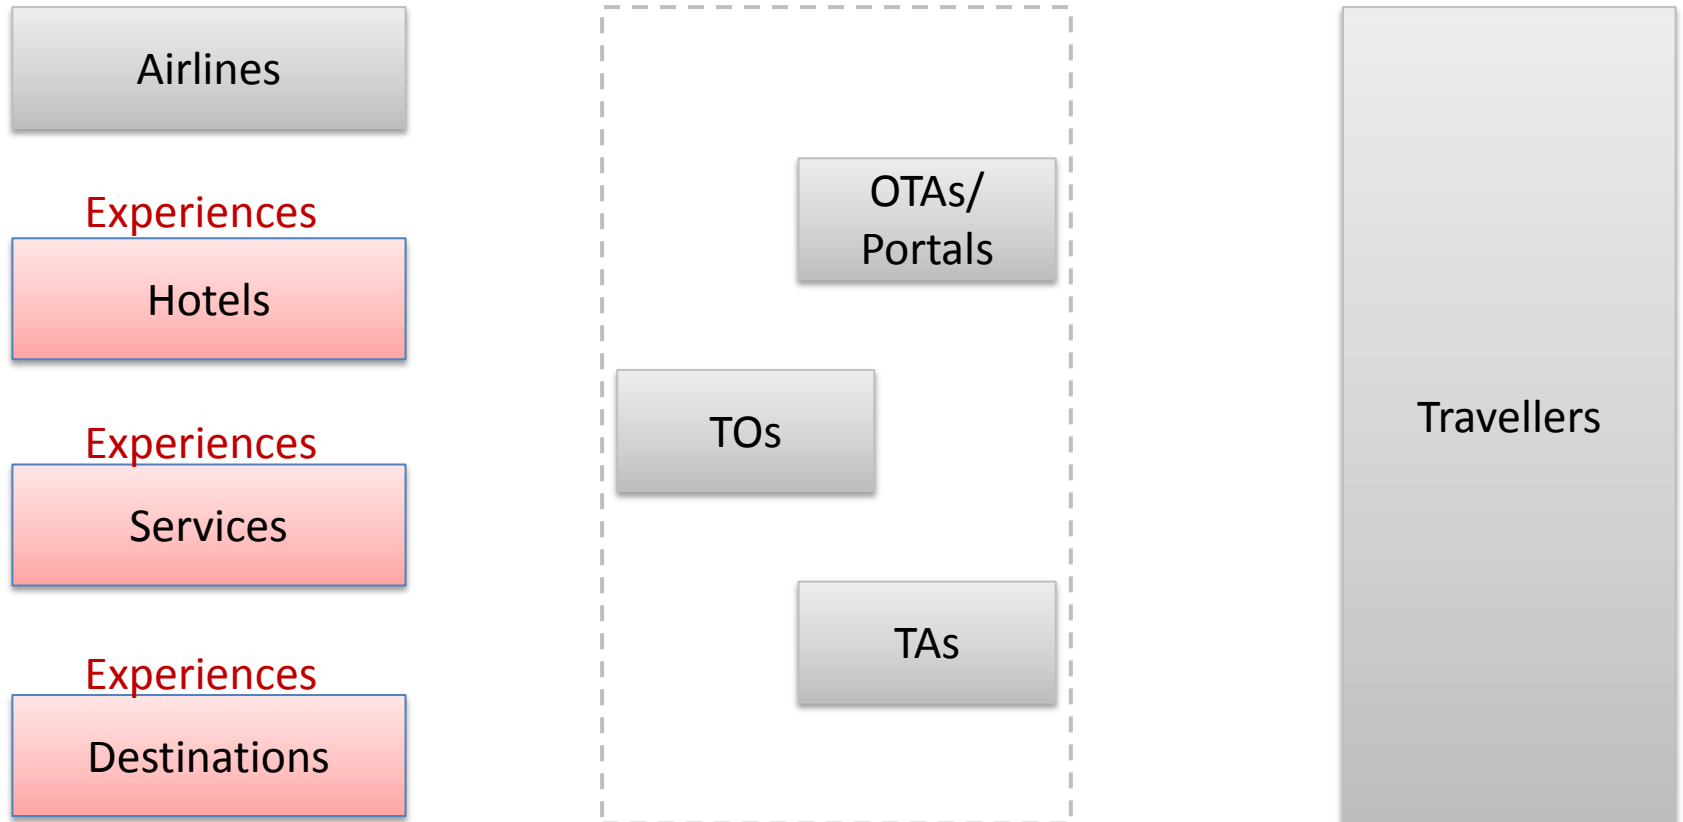 Airlines
Experiences
Hotels
Experiences
Services
Experiences
Destinations
OTAs/
Portals
TOs
TAs
Travellers